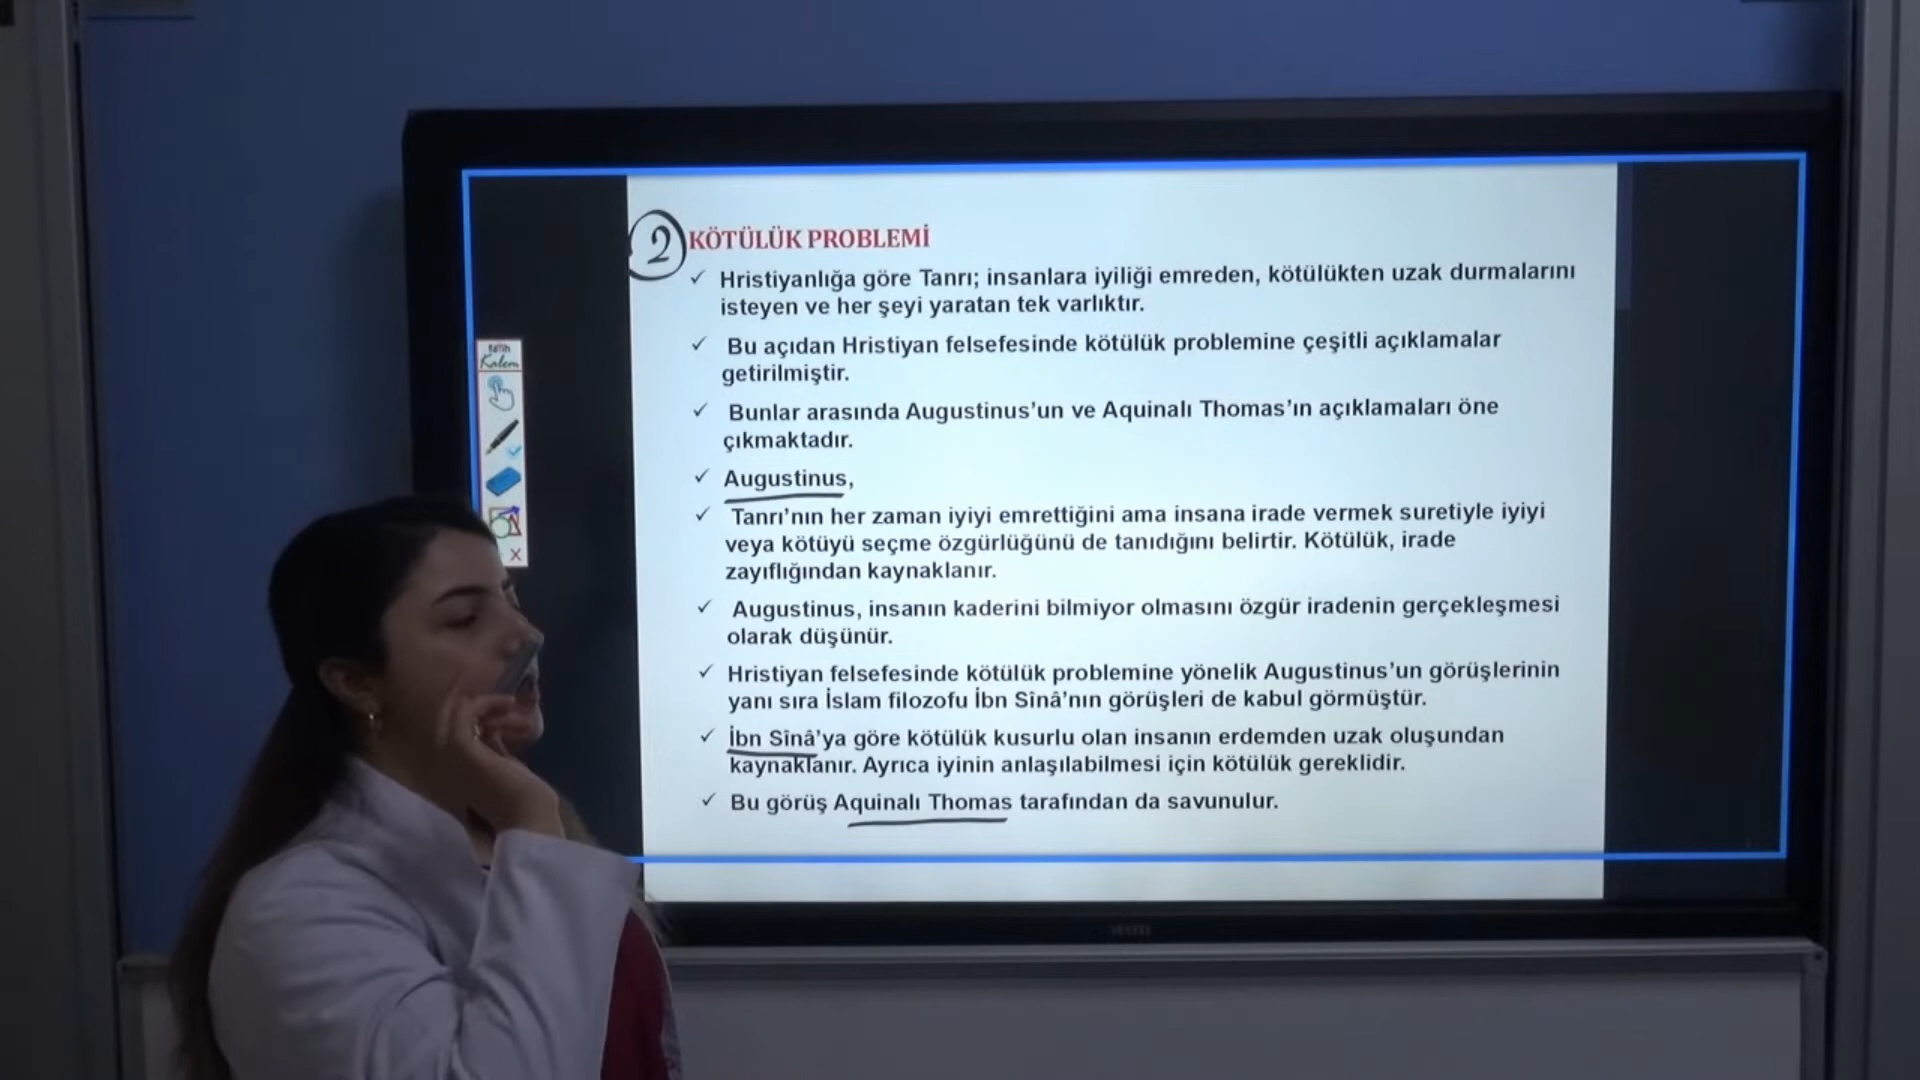 2 KÖTÜLÜK PROBLEMİ
✓ Hristiyanlığa göre Tanrı; insanlara iyiliği emreden, kötülükten uzak durmalarını
isteyen ve her şeyi yaratan tek varlıktır.
✓ Bu açıdan Hristiyan felsefesinde kötülük problemine çeşitli açıklamalar
getirilmiştir.
✓ Bunlar arasında Augustinus’un ve Aquinalı Thomas’ın açıklamaları öne
çıkmaktadır.
✓ Augustinus,
✓ Tanrı’nın her zaman iyiyi emrettiğini ama insana irade vermek suretiyle iyiyi
veya kötüyü seçme özgürlüğünü de tanıdığını belirtir. Kötülük, irade
zayıflığından kaynaklanır.
✓ Augustinus, insanın kaderini bilmiyor olmasını özgür iradenin gerçekleşmesi
olarak düşünür.
✓ Hristiyan felsefesinde kötülük problemine yönelik Augustinus’un görüşlerinin
yanı sıra İslam filozofu İbn Sînâ’nın görüşleri de kabul görmüştür.
✓ İbn Sînâ’ya göre kötülük kusurlu olan insanın erdemden uzak oluşundan
kaynaklanır. Ayrıca iyinin anlaşılabilmesi için kötülük gereklidir.
✓ Bu görüş Aquinalı Thomas tarafından da savunulur.
fatih
Kalem
X